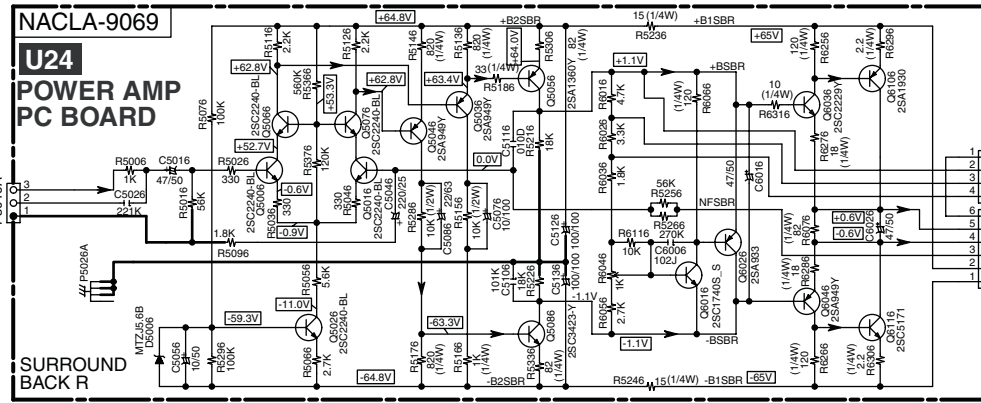 NACLA-9069
U24
POWER AMP
PC BOARD
SURROUND
BACK R
+64.8V
+B2SBR
15 (1/4W)
R5236
+B1SBR
+65V
R5116
2.2K
R5126
2.2K
R5146
820
(1/4W)
R5136
820
(1/4W)
+64.0V
R5306
82
(1/4W)
120
(1/4W)
R6256
2.2
(1/4W)
R6296
+62.8V
560K
R5366
+53.3V
+62.8V
+63.4V
33(1/4W)
R5186
Q5056
2SA1360Y
+1.1V
+BSBR
R6016
4.7K
(1/4W)
120
R6066
10
(1/4W)
R6316
Q6036
2SC2229Y
Q6106
2SA1930
R5076
100K
2SC2240-BL
Q5066
Q5076
2SC2240-BL
Q5046
2SA949Y
Q5096
2SA949Y
C5116
010D
R5216
18K
R6026
3.3K
R6276
18
(1/4W)
+52.7V
R5376
120K
0.0V
R6036
1.8K
47/50
C6016
R5006
1K
C5016
47/50
R5026
330
C5026
221K
R5016
56K
2SC2240-BL
Q5006
-0.6V
Q5016
2SC2240-BL
C5046
220/25
R5036
330
330
R5046
-0.9V
R5286
10K (1/2W)
C5086 22/63
R5156
10K (1/2W)
C5076
10/100
56K
R5256
NFSBR
R5266
270K
R6076
82
(1/4W)
+0.6V
-0.6V
C6026
47/50
3
2
1
1.8K
R5096
C5126
100/100
C5136
100/100
R6116
10K
C6006
102J
Q6026
2SA933
P5026A
R5056
5.6K
101K
C5106
18K
R5226
R6046
1K
Q6016
2SC1740S_S
R6286
18
(1/4W)
-11.0V
-1.1V
R6056
2.7K
Q6046
2SA949Y
MTZJ5.6B
D5006
-59.3V
Q5026
2SC2240-BL
-63.3V
Q5086
2SC3423-Y
-1.1V
-BSBR
Q6116
2SC5171
C5056
10/50
R5296
100K
R5066
2.7K
R5176
820
(1/4W)
R5166
1K
(1/4W)
R5336
82
(1/4W)
R6266
120
(1/4W)
R6306
2.2
(1/4W)
-64.8V
-B2SBR
R5246
15(1/4W)
-B1SBR
-65V
1
2
3
4
6
5
4
3
2
1